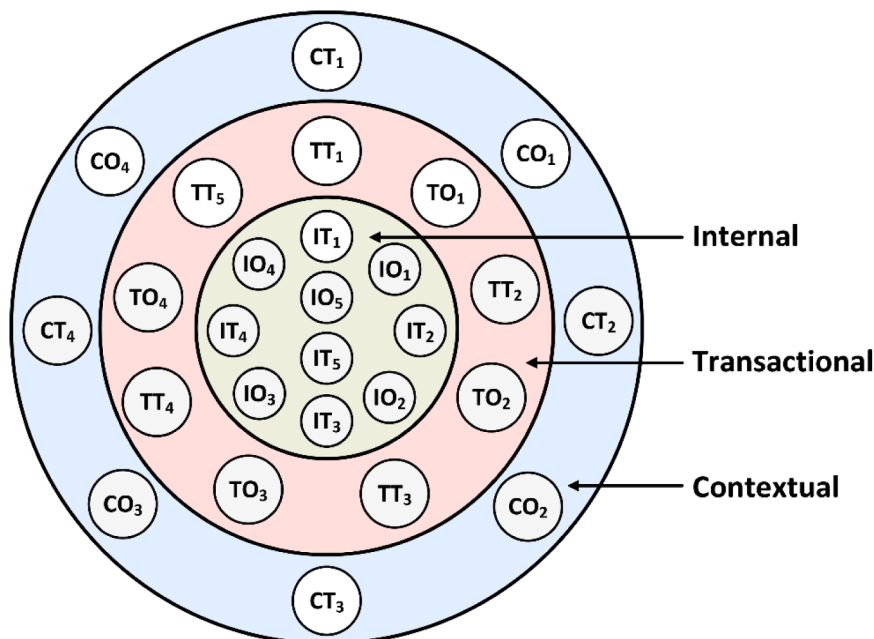 CT₁
CO₄
CO₁
TT₁
TT₅
TO₁
IT₁
Internal
IO₄
IO₁
TO₄
IO₅
TT₂
CT₄
IT₄
IT₂
CT₂
IT₅
Transactional
TT₄
IO₃
IO₂
TO₂
IT₃
TO₃
TT₃
Contextual
CO₃
CO₂
CT₃